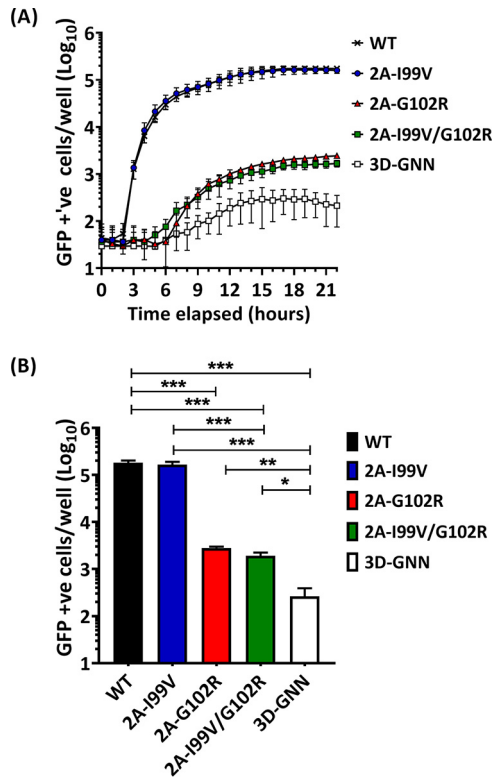 (A)
GFP +'ve cells/well (Log10)
6
5
4
3
2
1
0 3 6 9 12 15 18 21
Time elapsed (hours)
WT
2A-I99V
2A-G102R
2A-I99V/G102R
3D-GNN
(B)
***
***
***
***
***
**
*
GFP +ve cells/well (Log10)
6
5
4
3
2
1
WT
2A-I99V
2A-G102R
2A-I99V/G102R
3D-GNN
WT
2A-I99V
2A-G102R
2A-I99V/G102R
3D-GNN